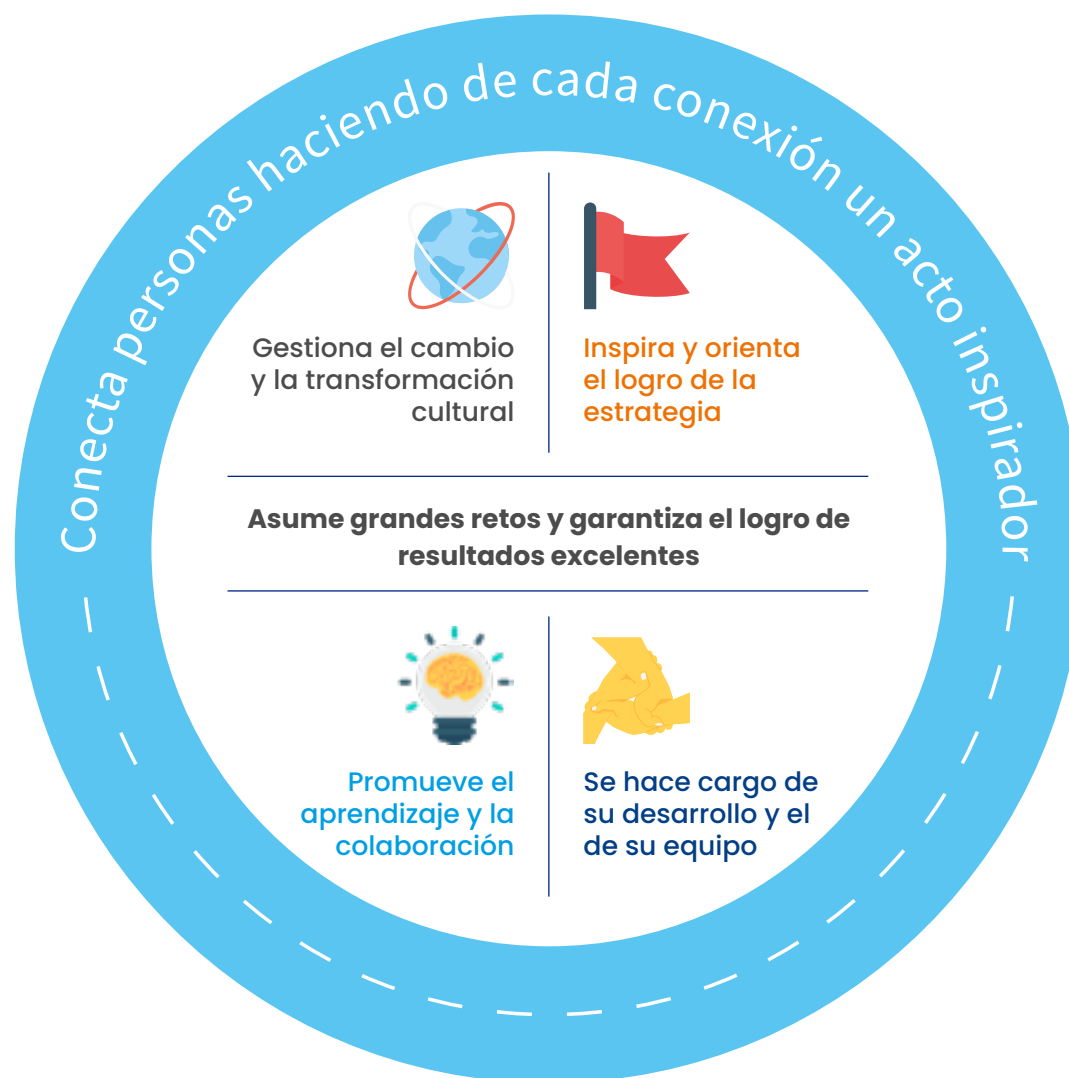 Conecta personas haciendo de cada conexión un acto inspirador
Gestiona el cambio
y la transformación
cultural
Inspira y orienta
el logro de la
estrategia
Asume grandes retos y garantiza el logro de
resultados excelentes
Promueve el
aprendizaje y la
colaboración
Se hace cargo de
su desarrollo y el
de su equipo